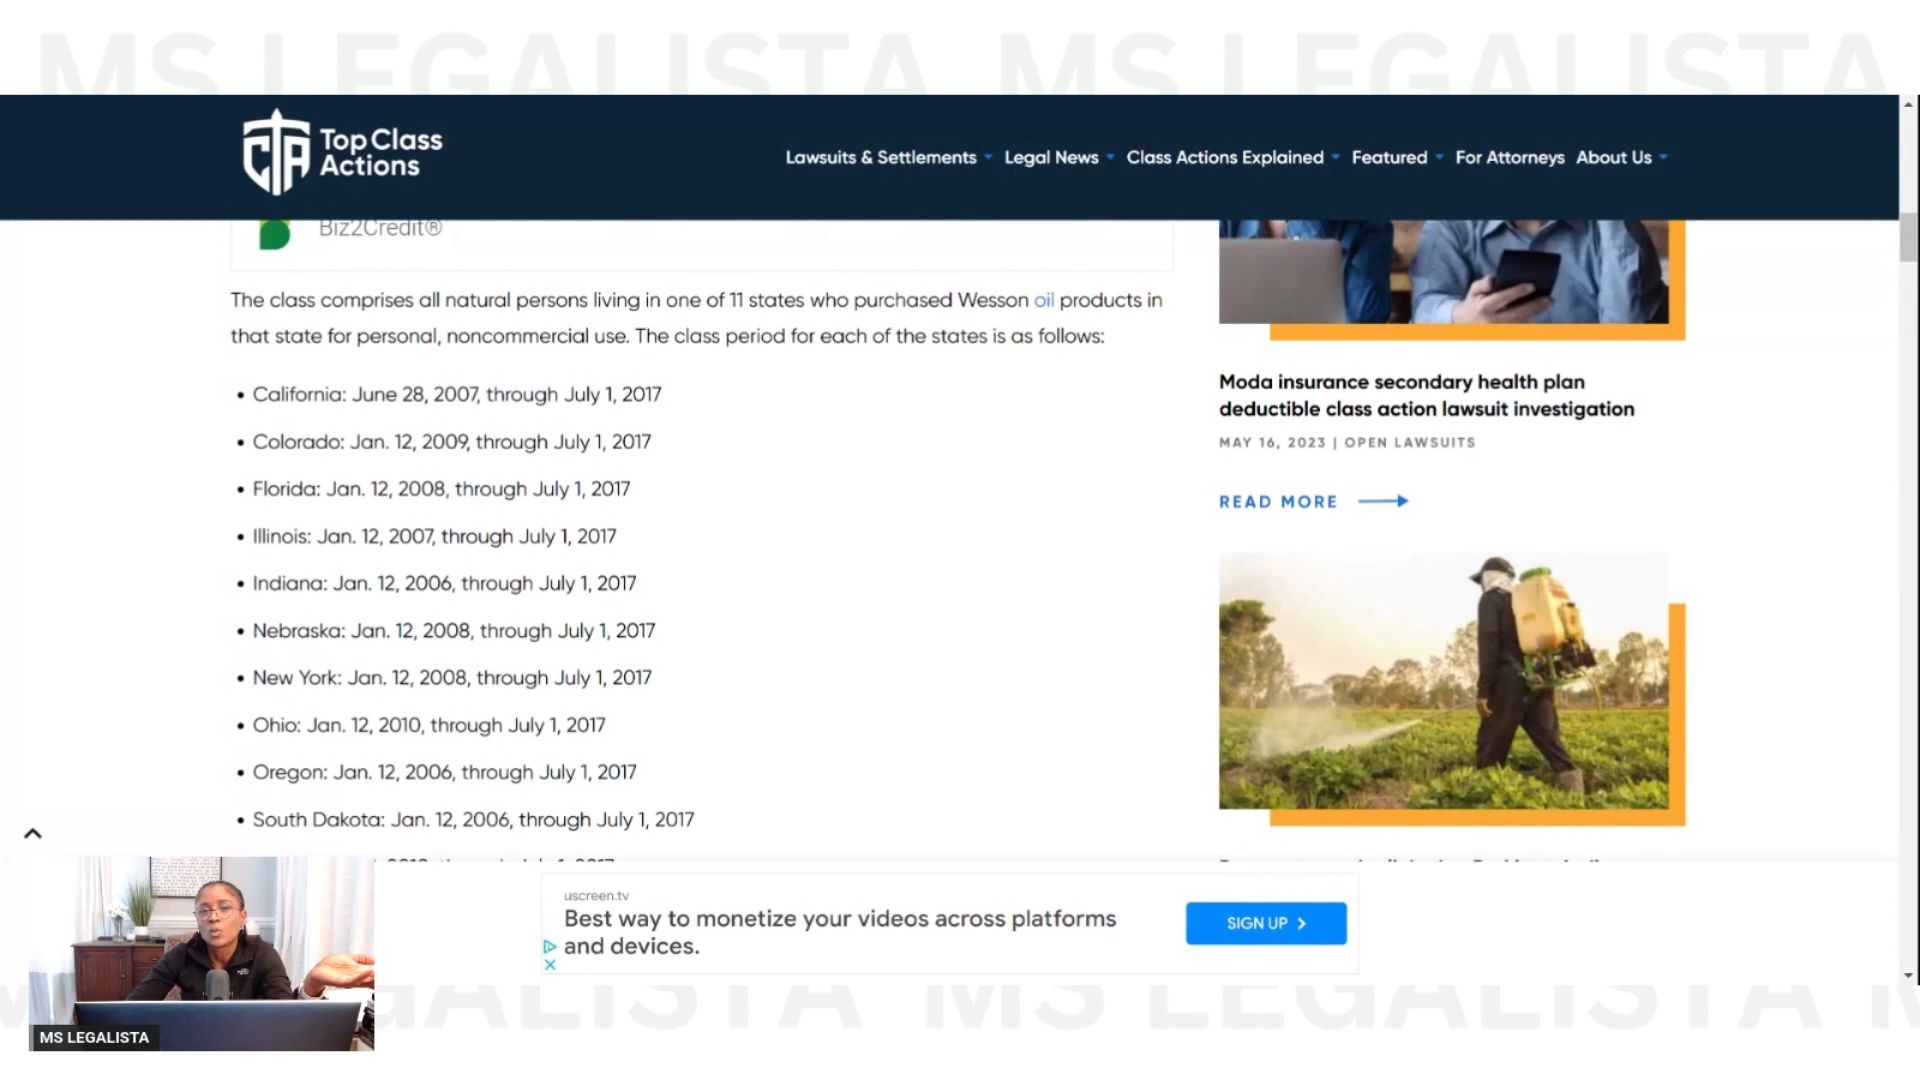 MS LEGALISTA MS LEGALISTA
Top Class
Actions
Lawsuits & Settlements Legal News Class Actions Explained Featured For Attorneys About Us
Biz2Credit®
The class comprises all natural persons living in one of 11 states who purchased Wesson oil products in
that state for personal, noncommercial use. The class period for each of the states is as follows:
• California: June 28, 2007, through July 1, 2017
• Colorado: Jan. 12, 2009, through July 1, 2017
• Florida: Jan. 12, 2008, through July 1, 2017
• Illinois: Jan. 12, 2007, through July 1, 2017
• Indiana: Jan. 12, 2006, through July 1, 2017
• Nebraska: Jan. 12, 2008, through July 1, 2017
• New York: Jan. 12, 2008, through July 1, 2017
• Ohio: Jan. 12, 2010, through July 1, 2017
• Oregon: Jan. 12, 2006, through July 1, 2017
• South Dakota: Jan. 12, 2006, through July 1, 2017
Moda insurance secondary health plan
deductible class action lawsuit investigation
MAY 16, 2023 | OPEN LAWSUITS
READ MORE
uscreen.tv
Best way to monetize your videos across platforms
and devices.
SIGN UP
MS LEGALISTA
MS LEGALISTA